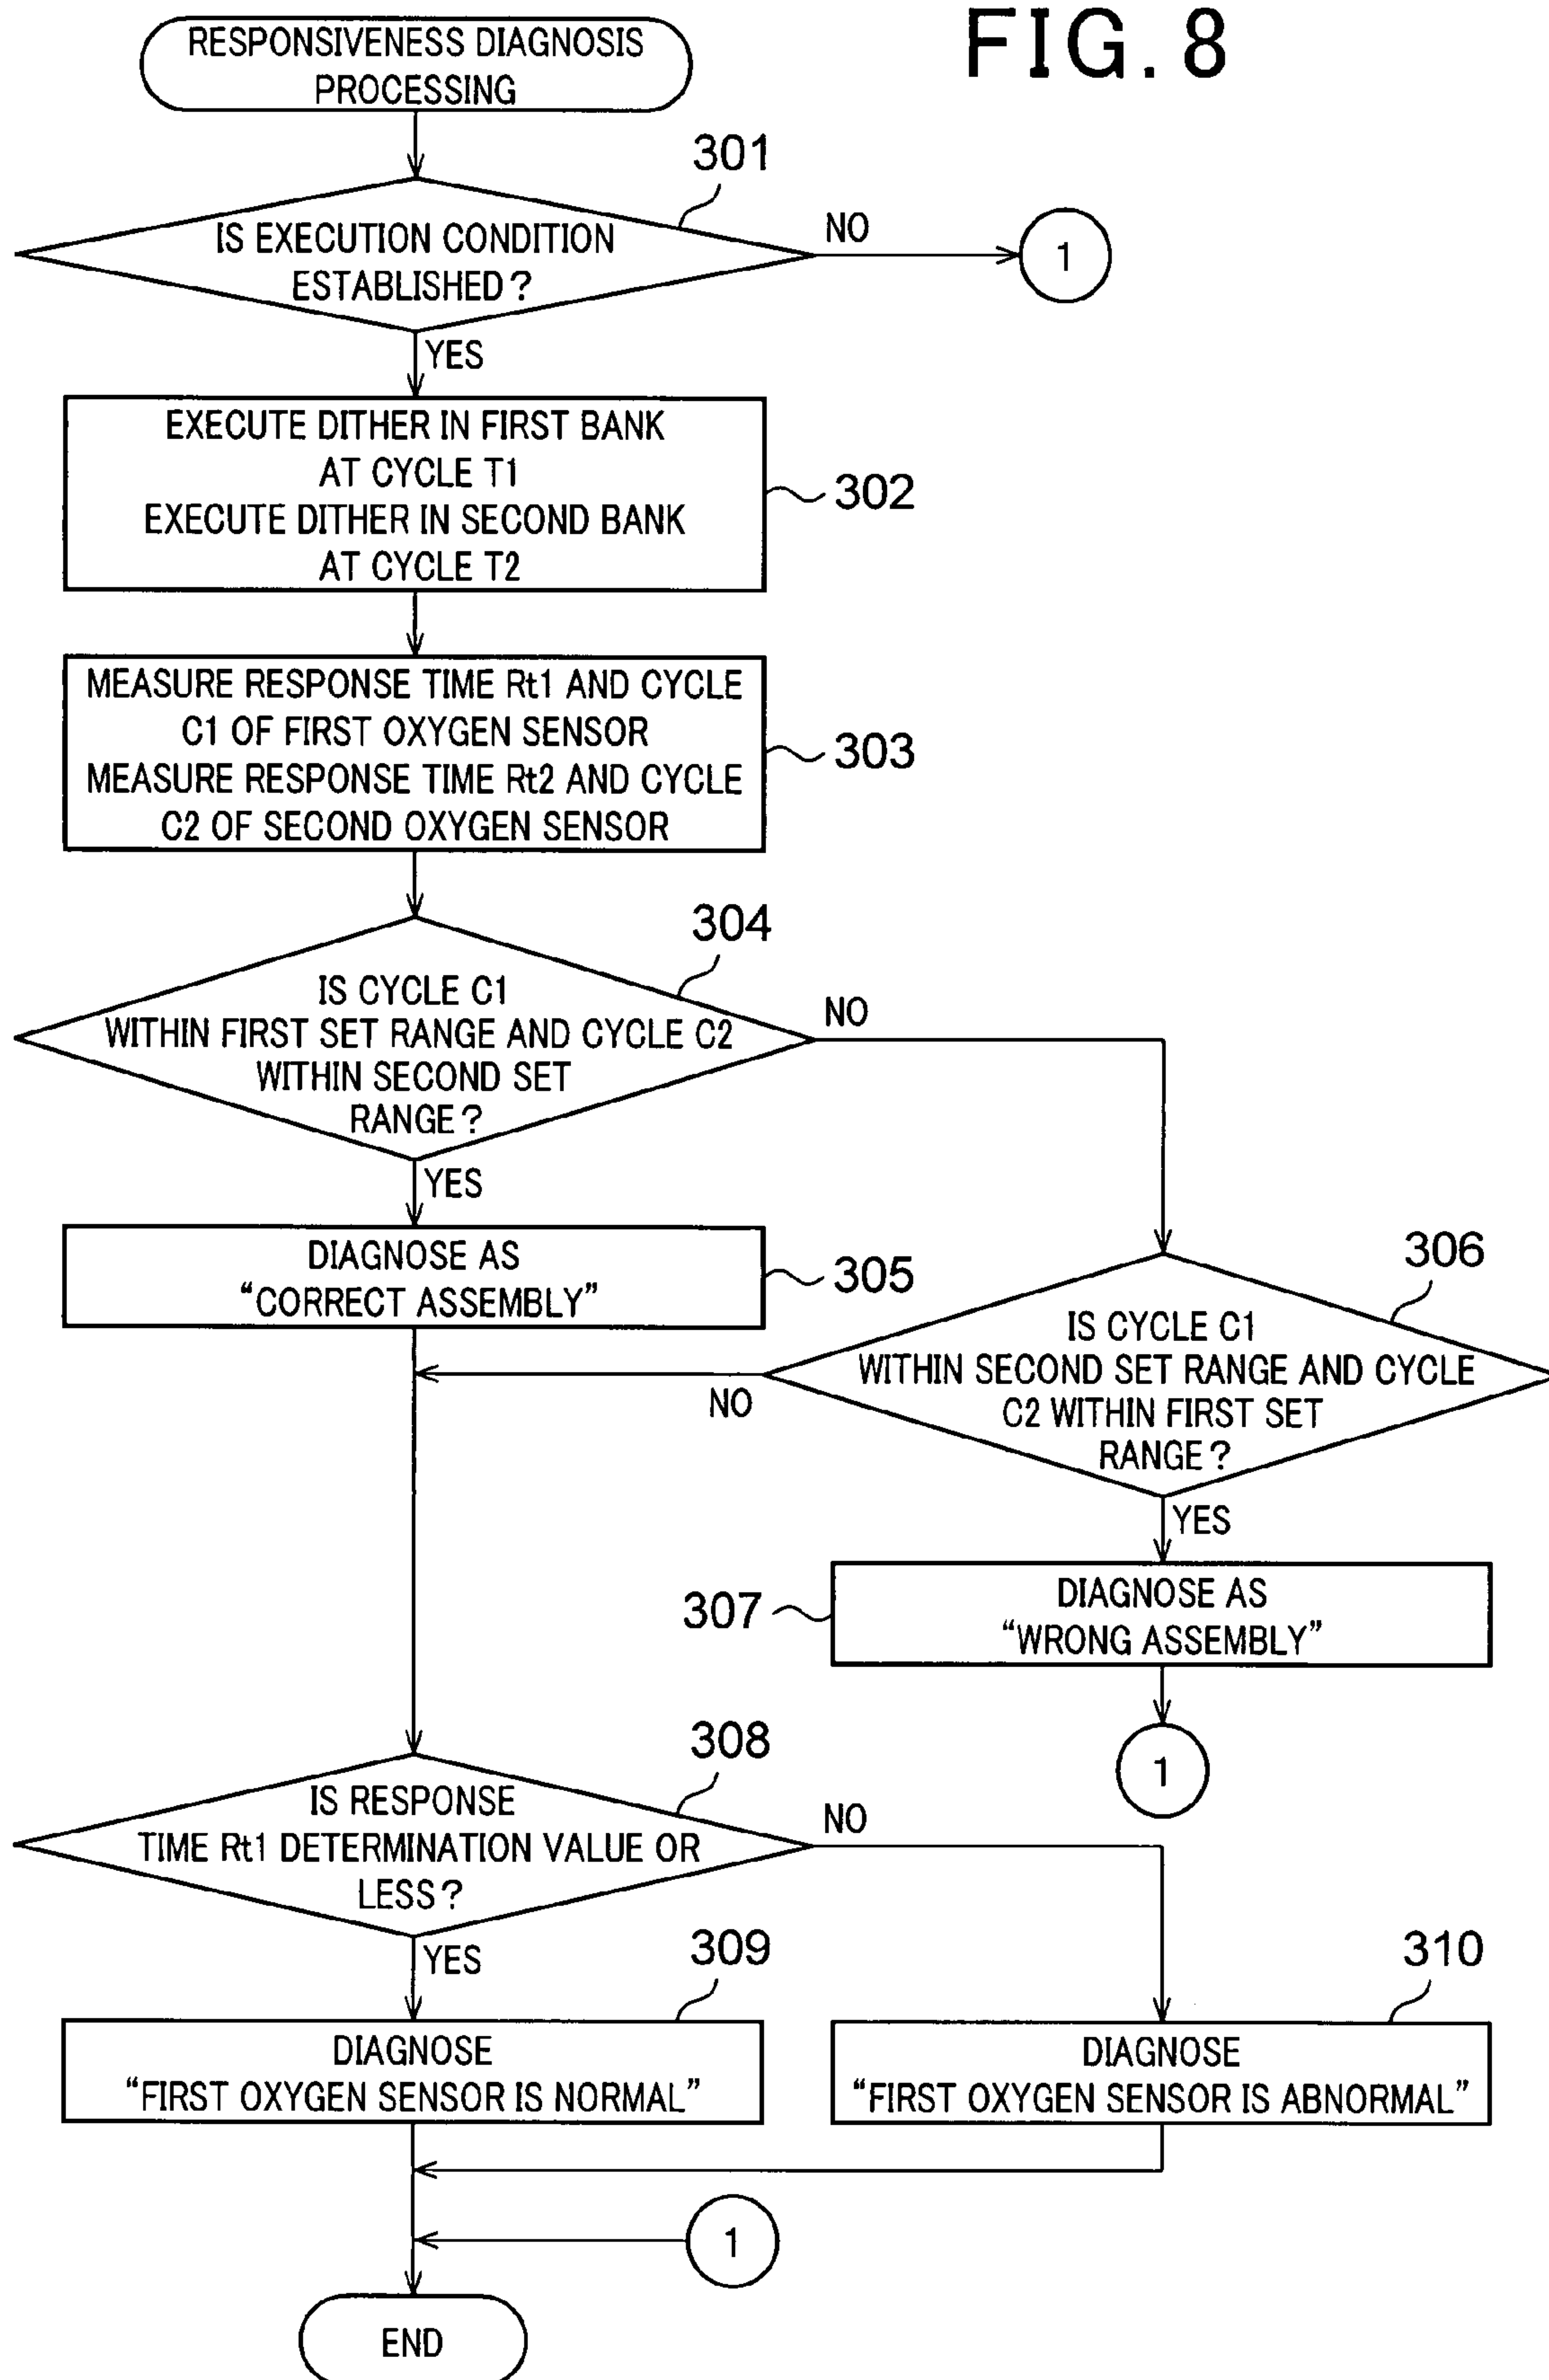 FIG. 8
RESPONSIVENESS DIAGNOSIS
PROCESSING
301
IS EXECUTION CONDITION
ESTABLISHED?
NO
1
YES
EXECUTE DITHER IN FIRST BANK
AT CYCLE T1
EXECUTE DITHER IN SECOND BANK
AT CYCLE T2
302
MEASURE RESPONSE TIME Rt1 AND CYCLE
C1 OF FIRST OXYGEN SENSOR
MEASURE RESPONSE TIME Rt2 AND CYCLE
C2 OF SECOND OXYGEN SENSOR
303
304
IS CYCLE C1
WITHIN FIRST SET RANGE AND CYCLE C2
WITHIN SECOND SET
RANGE?
NO
YES
DIAGNOSE AS
“CORRECT ASSEMBLY”
305
306
IS CYCLE C1
WITHIN SECOND SET RANGE AND CYCLE
C2 WITHIN FIRST SET
RANGE?
NO
YES
307
DIAGNOSE AS
“WRONG ASSEMBLY”
1
308
IS RESPONSE
TIME Rt1 DETERMINATION VALUE OR
LESS?
NO
YES
309
DIAGNOSE
“FIRST OXYGEN SENSOR IS NORMAL”
310
DIAGNOSE
“FIRST OXYGEN SENSOR IS ABNORMAL”
1
END